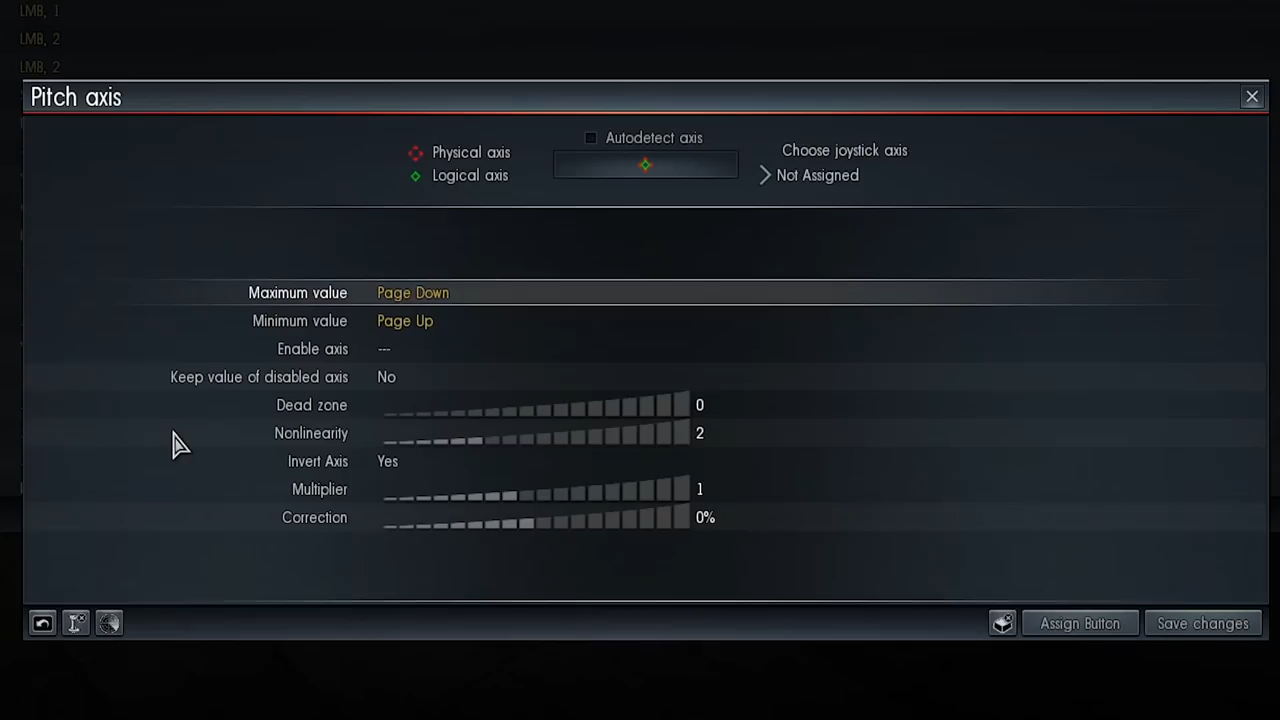 LMB, 1
LMB, 2
LMB, 2
Pitch axis
Autodetect axis
Physical axis
Logical axis
Choose joystick axis
Not Assigned
Maximum value Page Down
Minimum value Page Up
Enable axis ---
Keep value of disabled axis No
Dead zone 0
Nonlinearity 2
Invert Axis Yes
Multiplier 1
Correction 0%
Assign Button
Save changes